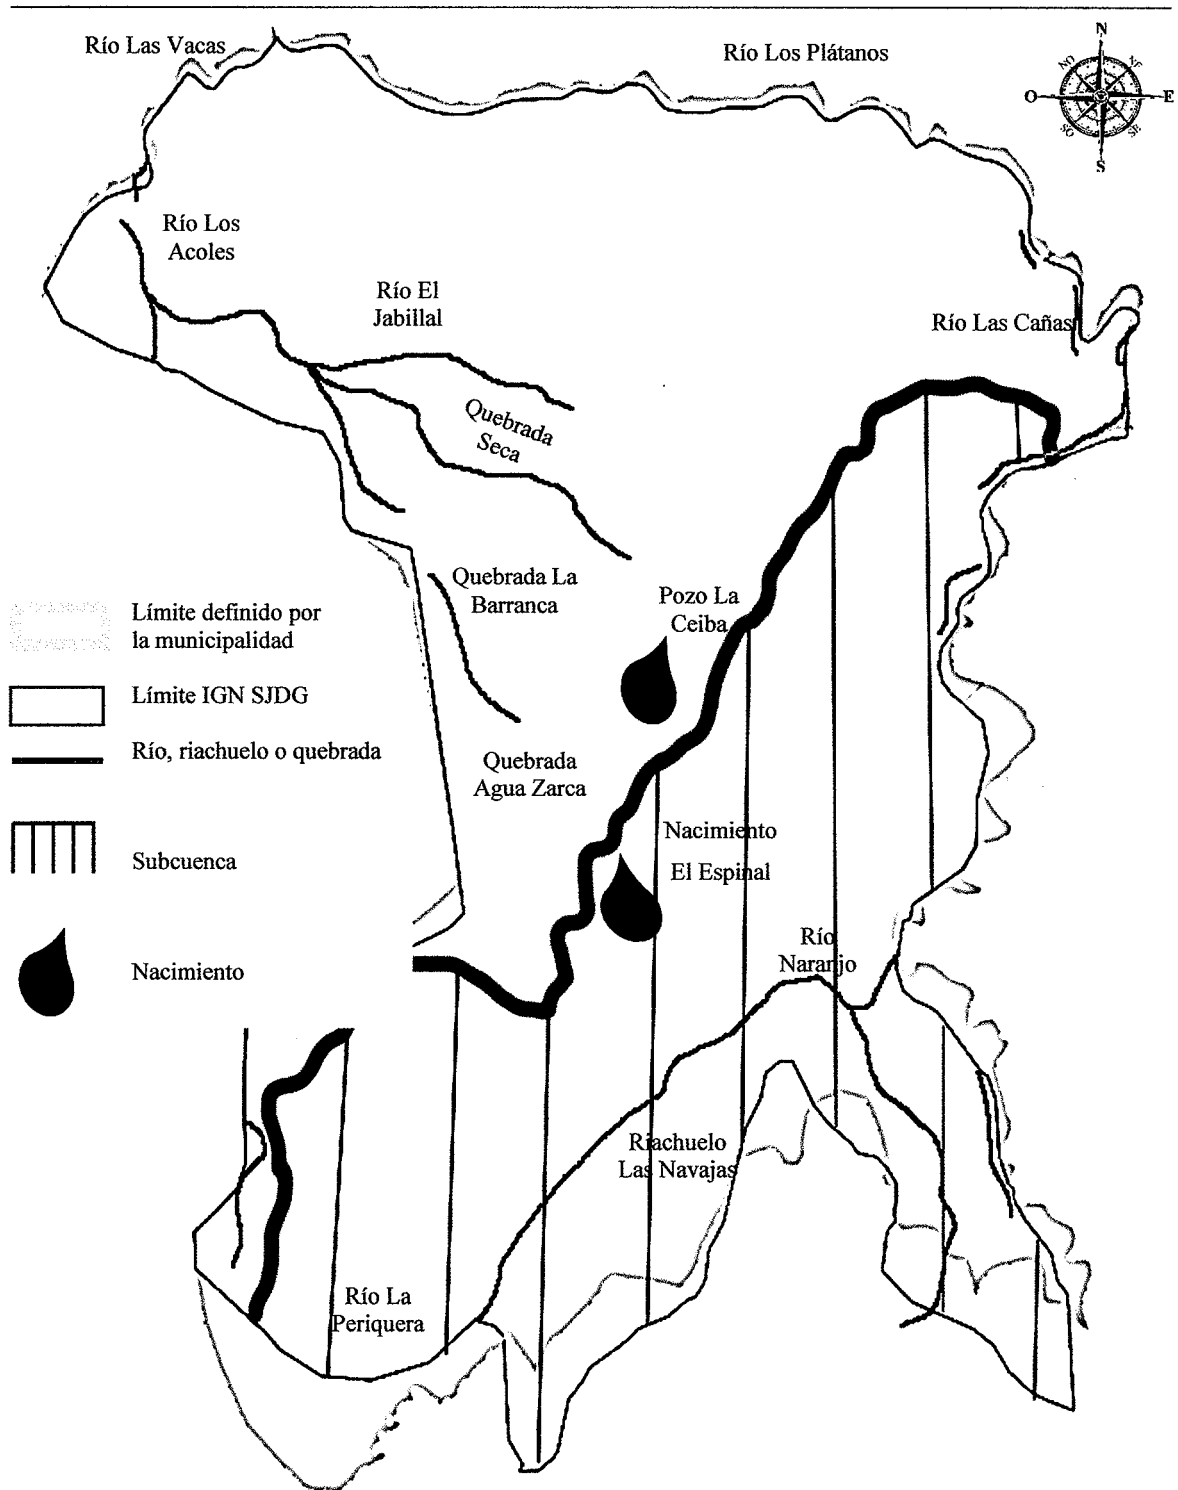 Río Las Vacas
Río Los Plátanos
N
NO
NE
O
E
SO
SE
S
Río Los
Acoles
Río El
Jabillal
Río Las Cañas
Quebrada
Seca
Quebrada La
Barranca
Pozo La
Ceiba
Límite definido por
la municipalidad
Límite IGN SJDG
Río, riachuelo o quebrada
Quebrada
Agua Zarca
Nacimiento
El Espinal
Subcuenca
Río
Naranjo
Nacimiento
Riachuelo
Las Navajas
Río La
Periquera